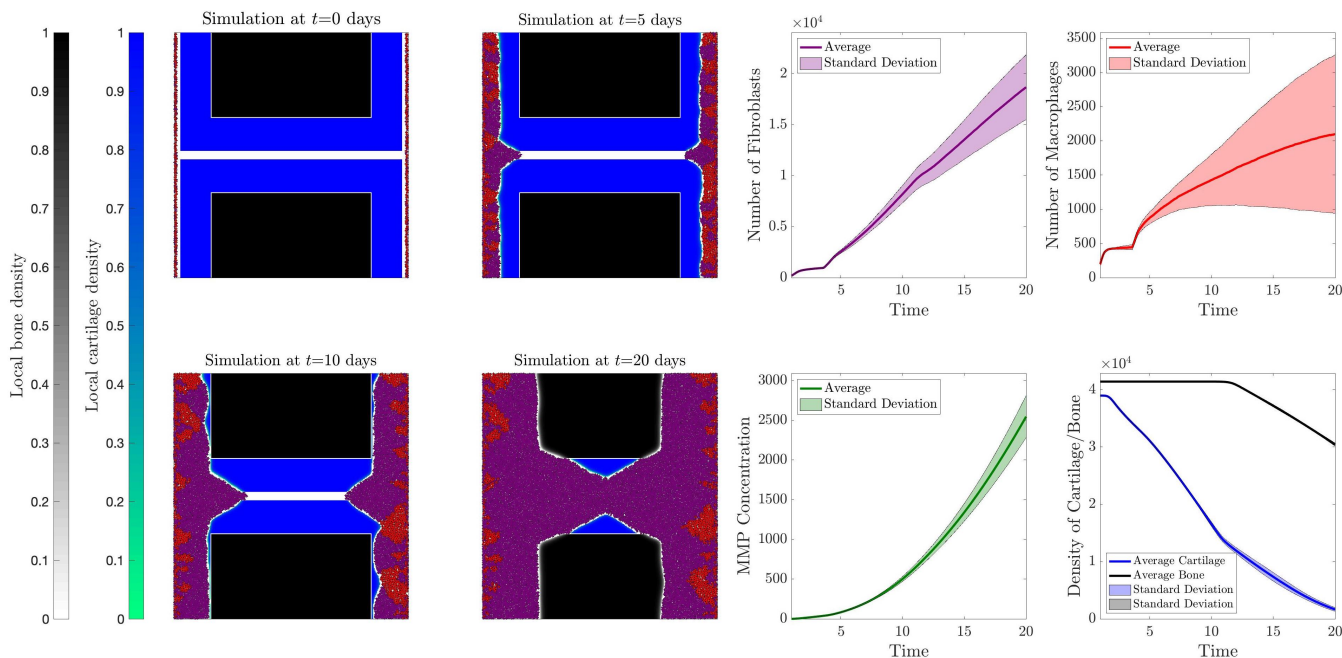 Simulation at t=0 days
Simulation at t=5 days
Local bone density
1
0.9
0.8
0.7
0.6
0.5
0.4
0.3
0.2
0.1
0
Local cartilage density
1
0.9
0.8
0.7
0.6
0.5
0.4
0.3
0.2
0.1
0
Simulation at t=10 days
Simulation at t=20 days
×10⁴
Average
Standard Deviation
Number of Fibroblasts
2
1.5
1
0.5
0
5 10 15 20
Time
Average
Standard Deviation
Number of Macrophages
3500
3000
2500
2000
1500
1000
500
0
5 10 15 20
Time
Average
Standard Deviation
MMP Concentration
3000
2500
2000
1500
1000
500
0
5 10 15 20
Time
×10⁴
Density of Cartilage/Bone
4
3
2
1
0
Average Cartilage
Average Bone
Standard Deviation
Standard Deviation
5 10 15 20
Time